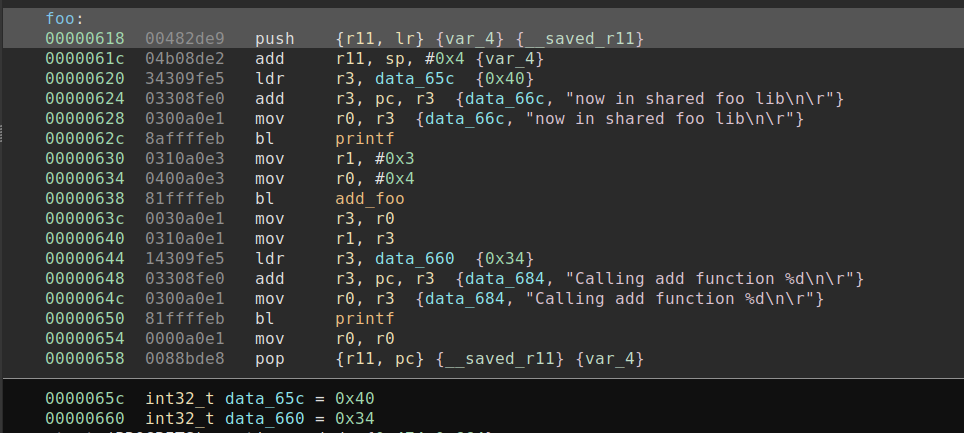 foo:
00000618  00482de9   push    {r11, lr} {var_4} {__saved_r11}
0000061c  04b08de2   add     r11, sp, #0x4 {var_4}
00000620  34309fe5   ldr     r3, data_65c  {0x40}
00000624  03308fe0   add     r3, pc, r3  {data_66c, "now in shared foo lib\n\r"}
00000628  0300a0e1   mov     r0, r3  {data_66c, "now in shared foo lib\n\r"}
0000062c  8affffeb   bl      printf
00000630  0310a0e3   mov     r1, #0x3
00000634  0400a0e3   mov     r0, #0x4
00000638  81ffffeb   bl      add_foo
0000063c  0030a0e1   mov     r3, r0
00000640  0310a0e1   mov     r1, r3
00000644  14309fe5   ldr     r3, data_660  {0x34}
00000648  03308fe0   add     r3, pc, r3  {data_684, "Calling add function %d\n\r"}
0000064c  0300a0e1   mov     r0, r3  {data_684, "Calling add function %d\n\r"}
00000650  81ffffeb   bl      printf
00000654  0000a0e1   mov     r0, r0
00000658  0088bde8   pop     {r11, pc} {__saved_r11} {var_4}
0000065c  int32_t data_65c = 0x40
00000660  int32_t data_660 = 0x34